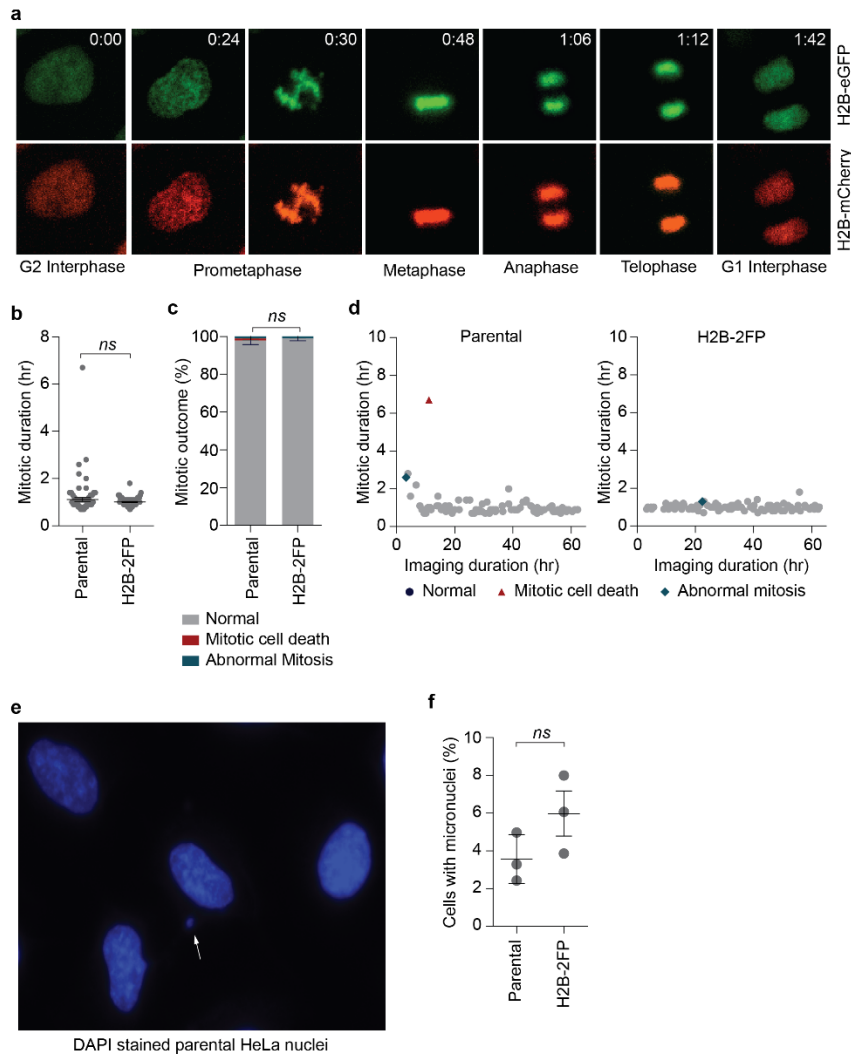 a
0:00 0:24 0:30 0:48 1:06 1:12 1:42
H2B-eGFP
H2B-mCherry
G2 Interphase Prometaphase Metaphase Anaphase Telophase G1 Interphase
b
Mitotic duration (hr)
8
6
4
2
0
ns
Parental H2B-2FP
c
Mitotic outcome (%)
100
80
60
40
20
0
ns
Parental H2B-2FP
Normal
Mitotic cell death
Abnormal Mitosis
d
Parental
Mitotic duration (hr)
10
8
6
4
2
0
0 20 40 60
Imaging duration (hr)
H2B-2FP
Mitotic duration (hr)
10
8
6
4
2
0
0 20 40 60
Imaging duration (hr)
Normal Mitotic cell death Abnormal mitosis
e
DAPI stained parental HeLa nuclei
f
Cells with micronuclei (%)
10
8
6
4
2
0
ns
Parental H2B-2FP